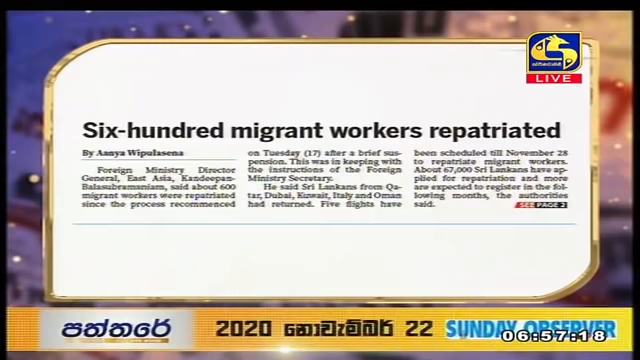 LIVE
Six-hundred migrant workers repatriated
By Aanya Wipulasena
Foreign Ministry Director
General, East Asia, Kandeepan-
Balasubramaniam, said about 600
migrant workers were repatriated
since the process recommenced
on Tuesday (17) after a brief sus-
pension. This was in keeping with
the instructions of the Foreign
Ministry Secretary.
He said Sri Lankans from Qa-
tar, Dubai, Kuwait, Italy and Oman
had returned. Five flights have
been scheduled till November 28
to repatriate migrant workers.
About 67,000 Sri Lankans have ap-
plied for repatriation and more
are expected to register in the fol-
lowing months, the authorities
said.
SEE PAGE 2
පත්තරේ
2020 නොවැම්බර් 22
SUNDAY OBSERVER
06:57:18